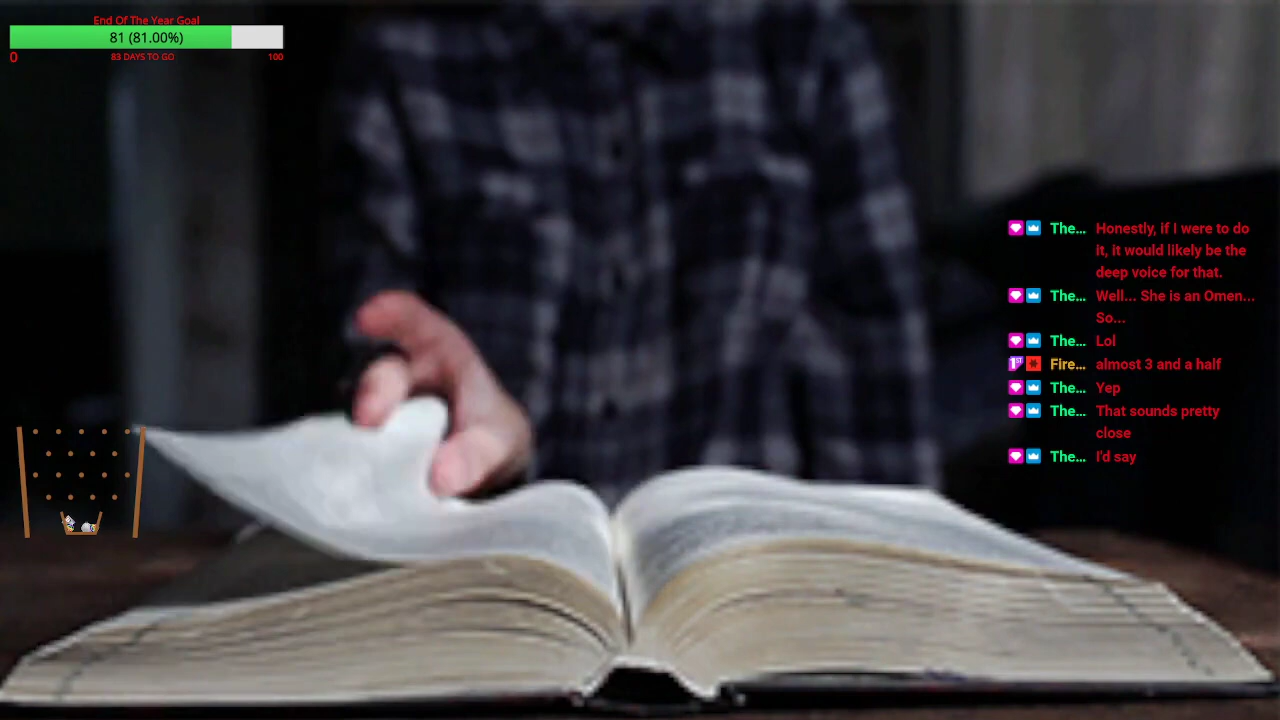 End Of The Year Goal
81 (81.00%)
0 83 DAYS TO GO 100
The... Honestly, if I were to do
it, it would likely be the
deep voice for that.
The... Well... She is an Omen...
So...
The... Lol
Fire... almost 3 and a half
The... Yep
The... That sounds pretty
close
The... I'd say